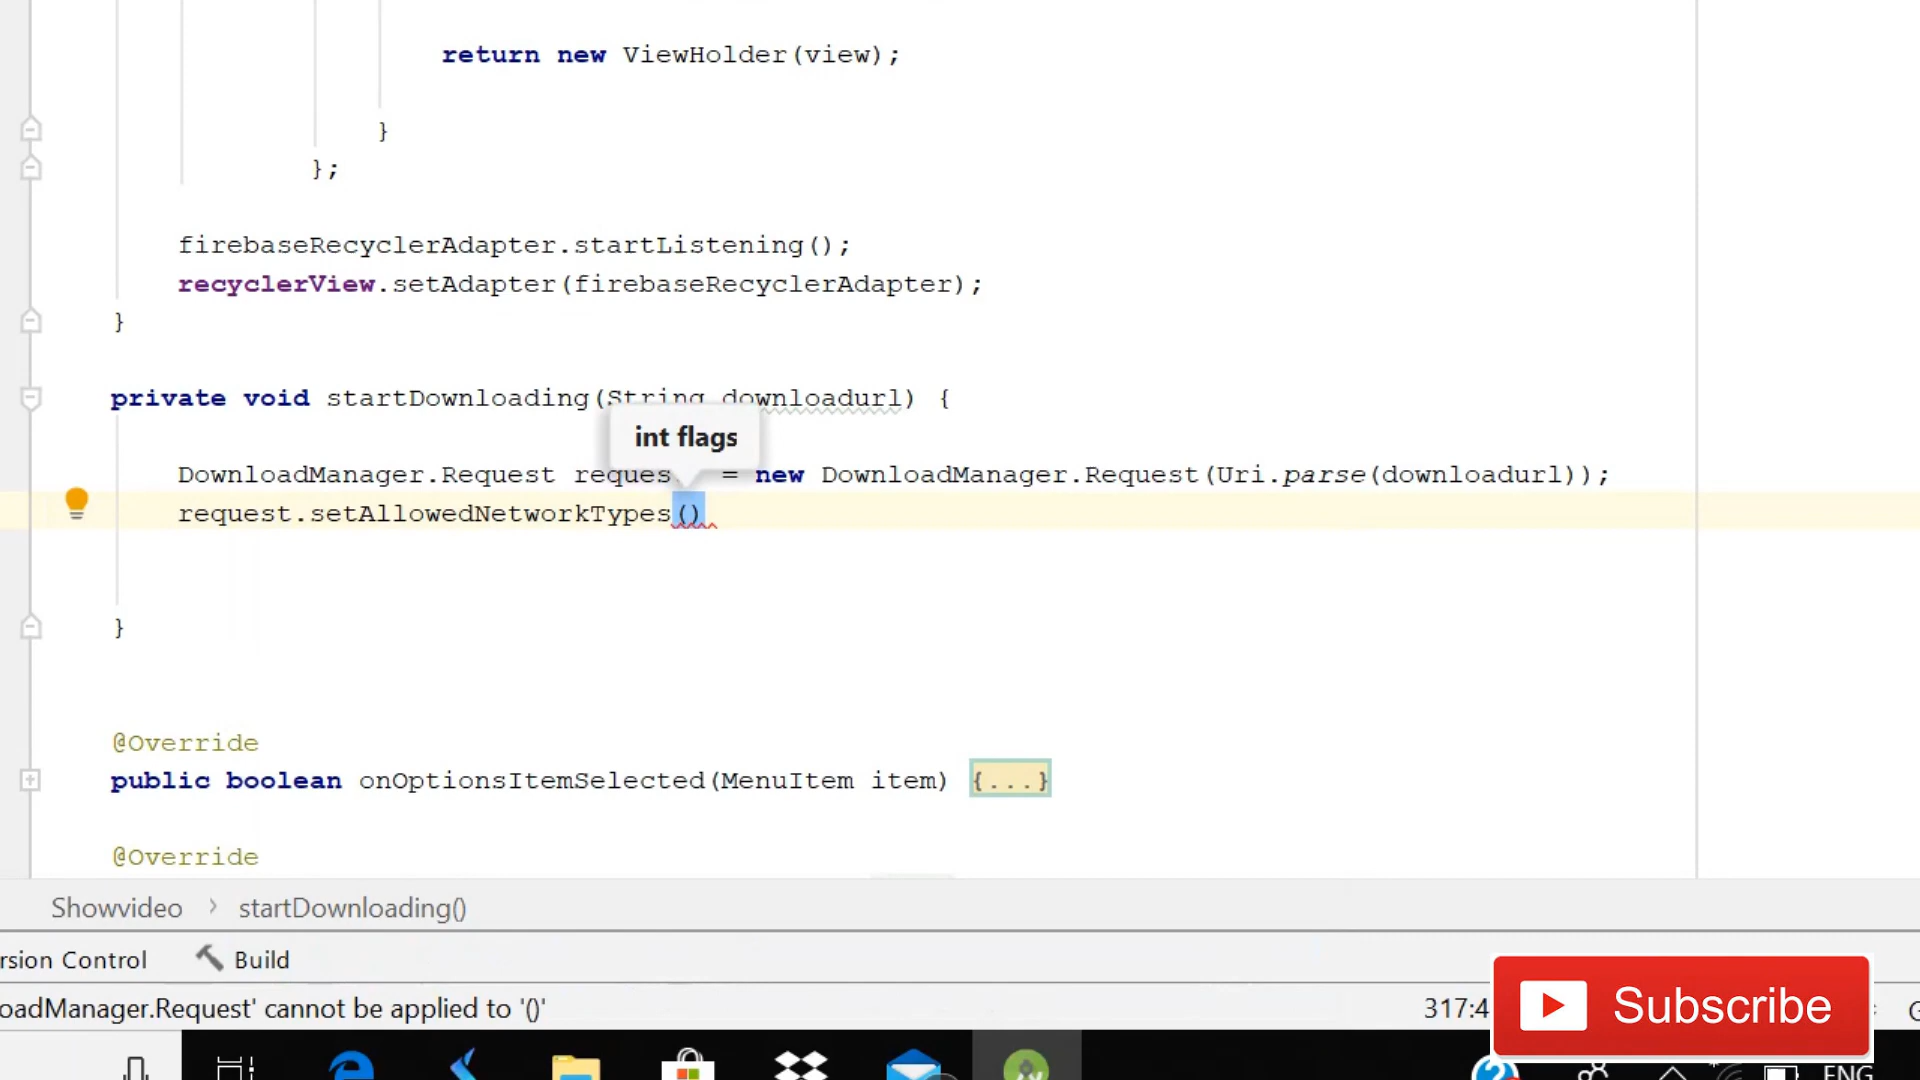 return new ViewHolder(view);
}
};
firebaseRecyclerAdapter.startListening();
recyclerView.setAdapter(firebaseRecyclerAdapter);
}
private void startDownloading(String downloadurl) {
int flags
DownloadManager.Request reques = new DownloadManager.Request(Uri.parse(downloadurl));
request.setAllowedNetworkTypes()
}
@Override
public boolean onOptionsItemSelected(MenuItem item) {...}
@Override
Showvideo > startDownloading()
rsion Control Build
oadManager.Request' cannot be applied to '()'
317:4
Subscribe
ENG